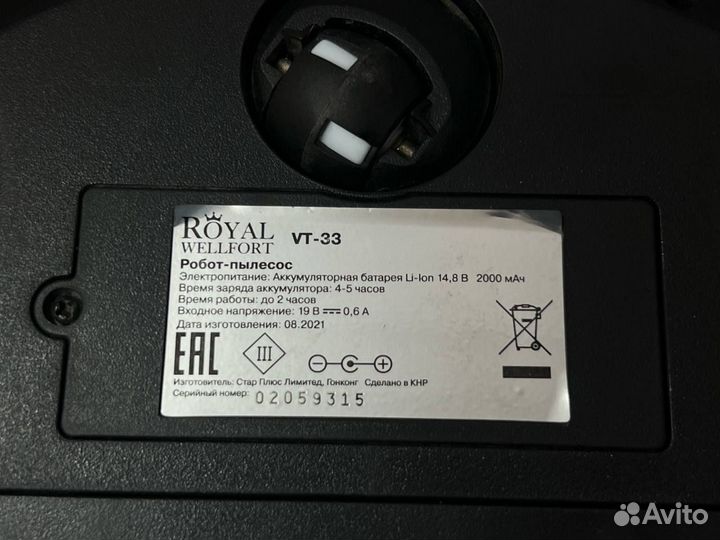 ROYAL
WELLFORT
VT-33
Робот-пылесос
Электропитание: Аккумуляторная батарея Li-Ion 14,8 В 2000 мАч
Время заряда аккумулятора: 4-5 часов
Время работы: до 2 часов
Входное напряжение: 19 В 0,6 А
Дата изготовления: 08.2021
EAC
III
Изготовитель: Стар Плюс Лимитед, Гонконг Сделано в КНР
Серийный номер: 02059315
Avito